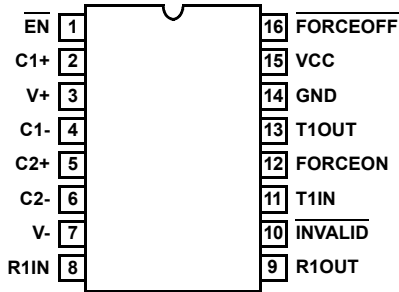 EN 1 16 FORCEOFF
C1+ 2 15 VCC
V+ 3 14 GND
C1- 4 13 T1OUT
C2+ 5 12 FORCEON
C2- 6 11 T1IN
V- 7 10 INVALID
R1IN 8 9 R1OUT